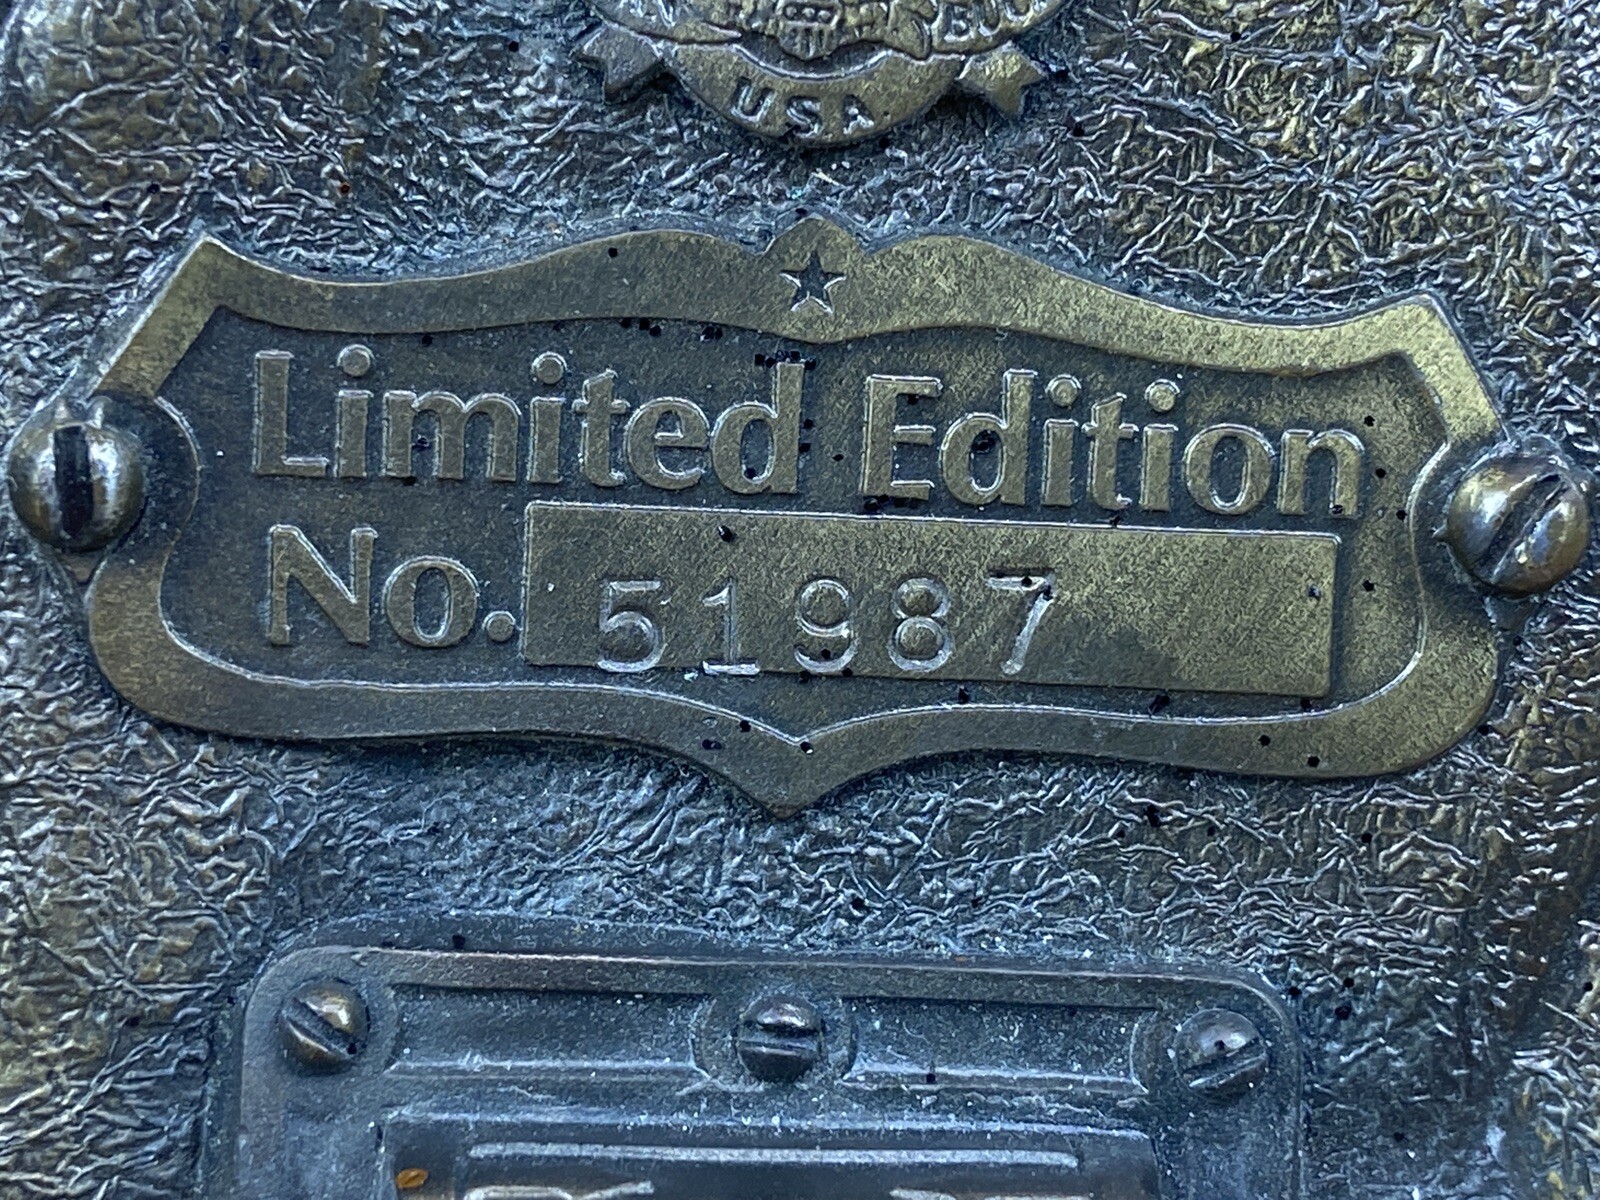 USA
Limited Edition
No. 51987